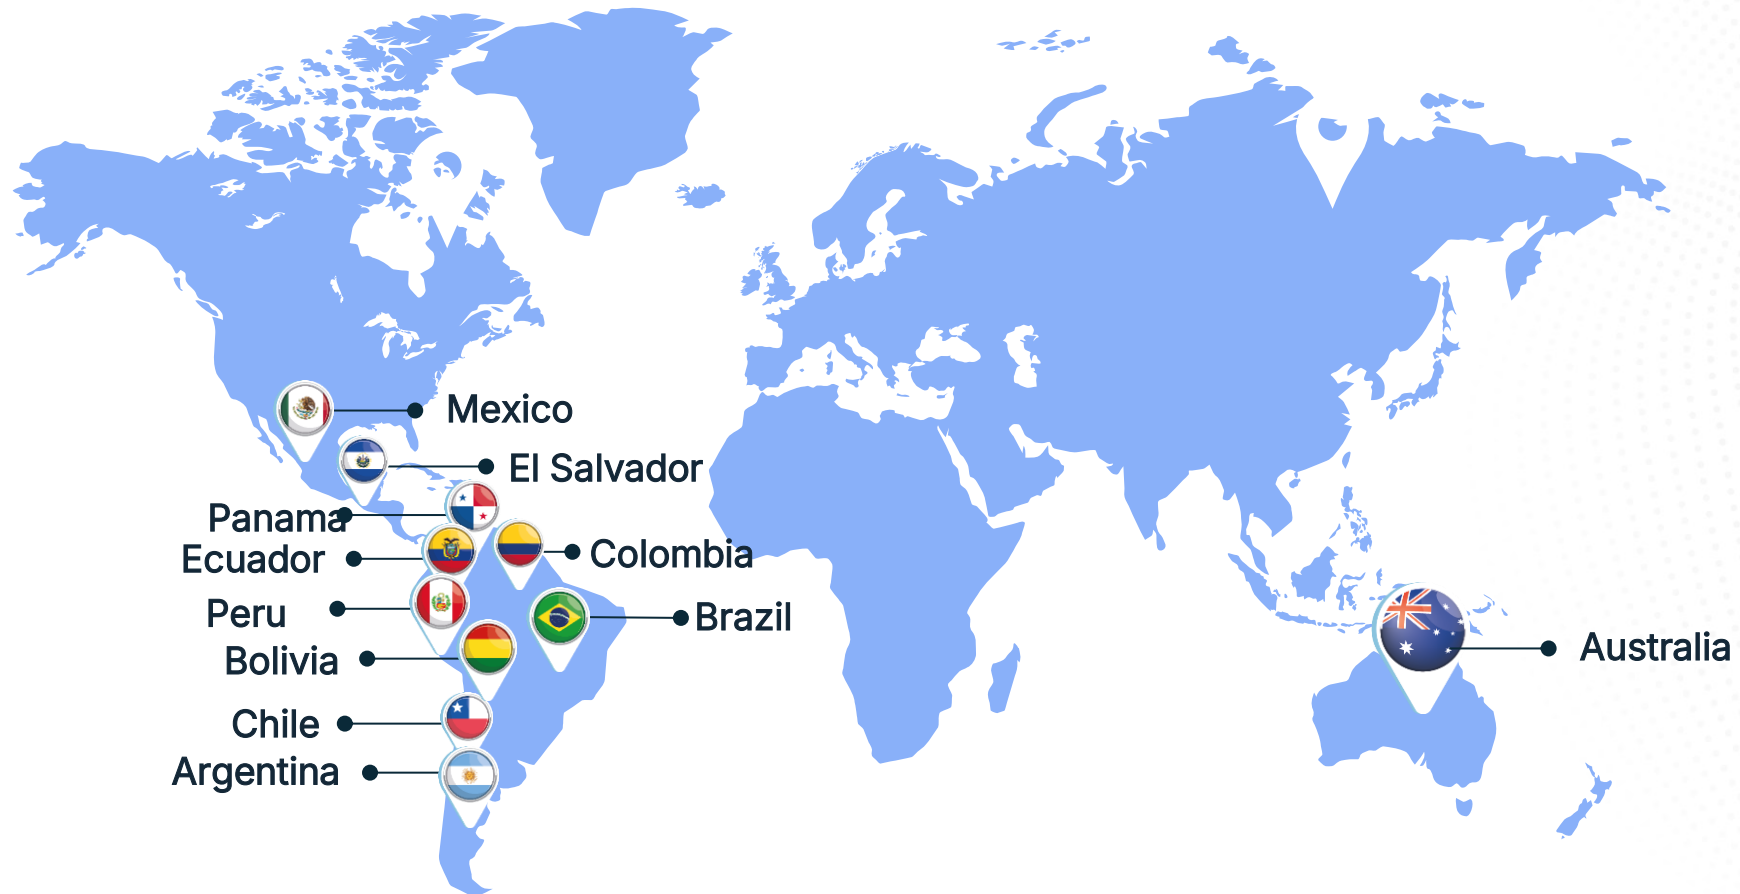 Mexico
El Salvador
Panama
Ecuador
Colombia
Peru
Brazil
Bolivia
Australia
Chile
Argentina